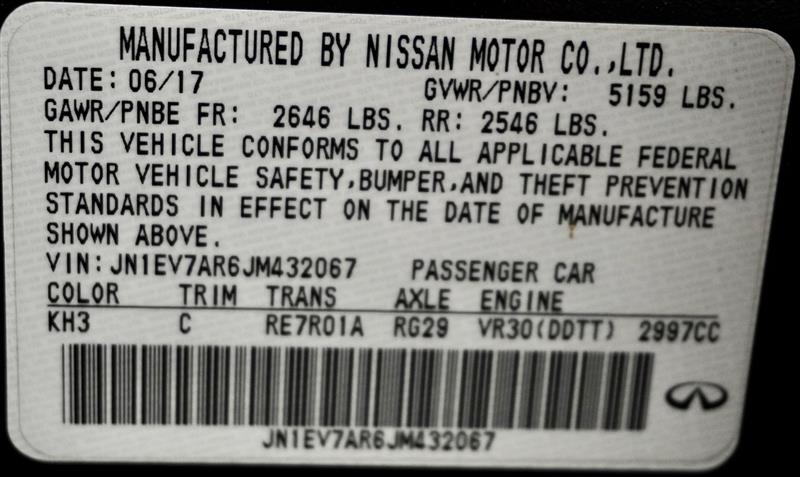 MANUFACTURED BY NISSAN MOTOR CO.,LTD.
DATE: 06/17 GVWR/PNBV: 5159 LBS.
GAWR/PNBE FR: 2646 LBS. RR: 2546 LBS.
THIS VEHICLE CONFORMS TO ALL APPLICABLE FEDERAL
MOTOR VEHICLE SAFETY,BUMPER,AND THEFT PREVENTION
STANDARDS IN EFFECT ON THE DATE OF MANUFACTURE
SHOWN ABOVE.
VIN: JN1EV7AR6JM432067 PASSENGER CAR
COLOR TRIM TRANS AXLE ENGINE
KH3 C RE7R01A RG29 VR30(DDTT) 2997CC
JN1EV7AR6JM432067